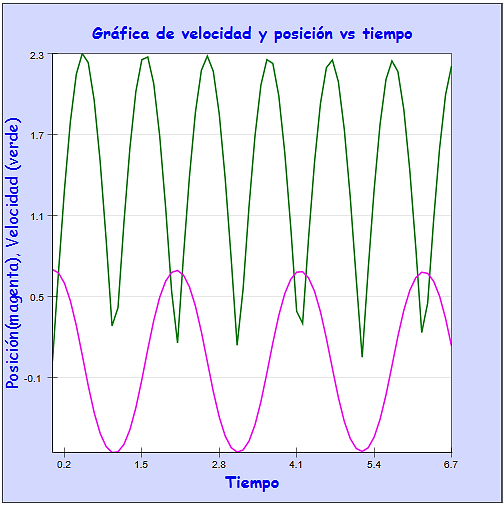 Gráfica de velocidad y posición vs tiempo
Posición(magenta), Velocidad (verde)
2.3
1.7
1.1
0.5
-0.1
0.2 1.5 2.8 4.1 5.4 6.7
Tiempo